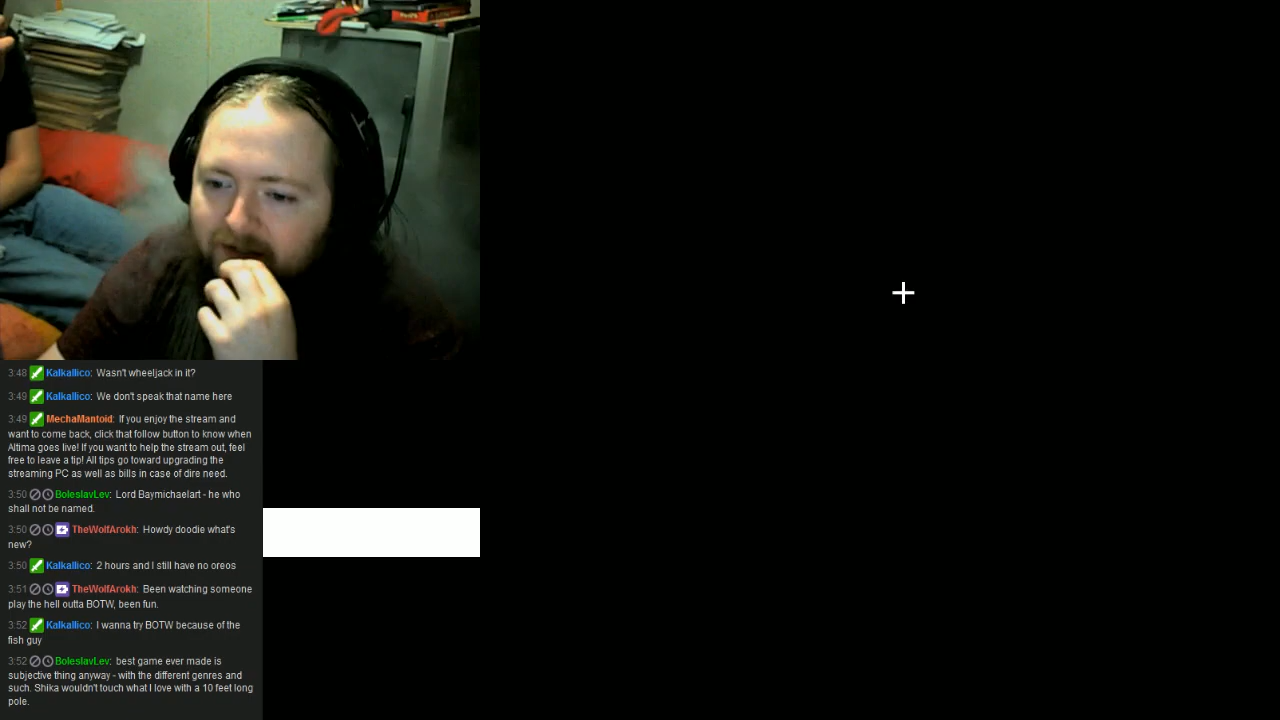 3:48 Kalkallico: Wasn't wheeljack in it?
3:49 Kalkallico: We don't speak that name here
3:49 MechaMantoid: If you enjoy the stream and
want to come back, click that follow button to know when
Altima goes live! If you want to help the stream out, feel
free to leave a tip! All tips go toward upgrading the
streaming PC as well as bills in case of dire need.
3:50 BoleslavLev: Lord Baymichaelart - he who
shall not be named.
3:50 TheWolfArokh: Howdy doodie what's
new?
3:50 Kalkallico: 2 hours and I still have no oreos
3:51 TheWolfArokh: Been watching someone
play the hell outta BOTW, been fun.
3:52 Kalkallico: I wanna try BOTW because of the
fish guy
3:52 BoleslavLev: best game ever made is
subjective thing anyway - with the different genres and
such. Shika wouldn't touch what I love with a 10 feet long
pole.